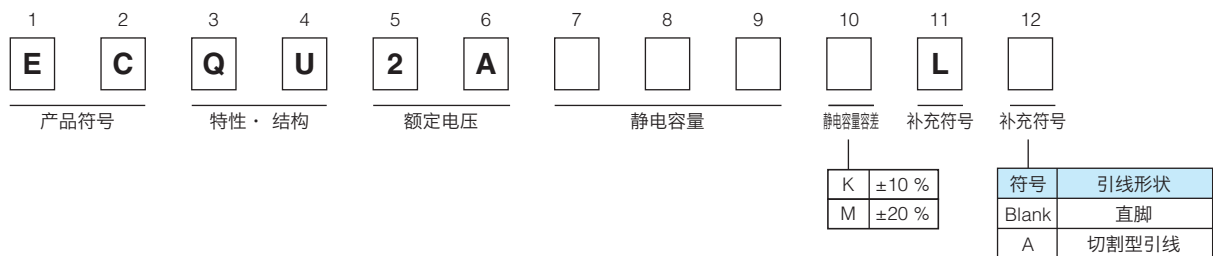 1 2 3 4 5 6 7 8 9 10 11 12
E C Q U 2 A L
产品符号 特性・ 结构 额定电压 静电容量 静电容量容差 补充符号 补充符号
K ±10 %
M ±20 %
符号 引线形状
Blank 直脚
A 切割型引线